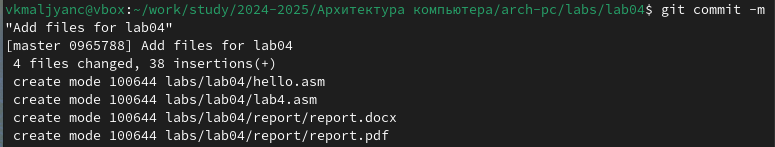 vkmaljyanc@vbox:~/work/study/2024-2025/Архитектура компьютера/arch-pc/labs/lab04$ git commit -m
"Add files for lab04"
[master 0965788] Add files for lab04
 4 files changed, 38 insertions(+)
 create mode 100644 labs/lab04/hello.asm
 create mode 100644 labs/lab04/lab4.asm
 create mode 100644 labs/lab04/report/report.docx
 create mode 100644 labs/lab04/report/report.pdf